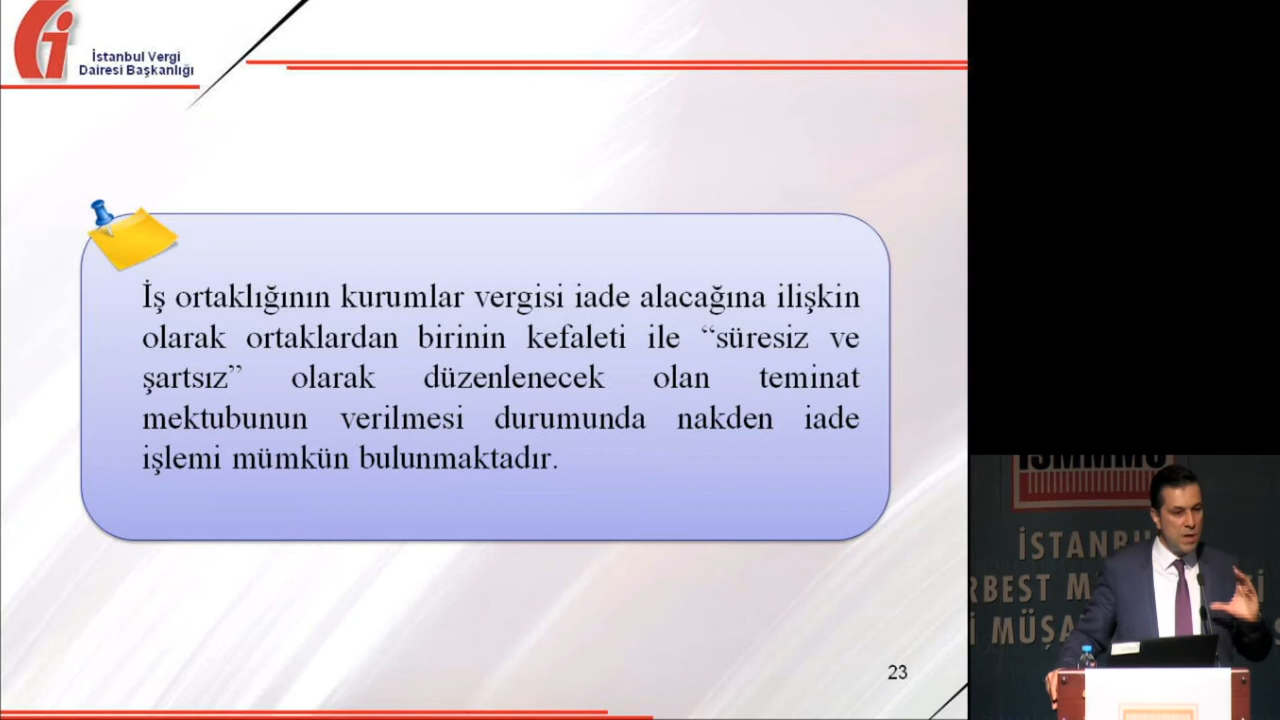 İstanbul Vergi
Dairesi Başkanlığı
İş ortaklığının kurumlar vergisi iade alacağına ilişkin
olarak ortaklardan birinin kefaleti ile “süresiz ve
şartsız” olarak düzenlenecek olan teminat
mektubunun verilmesi durumunda nakden iade
işlemi mümkün bulunmaktadır.
23